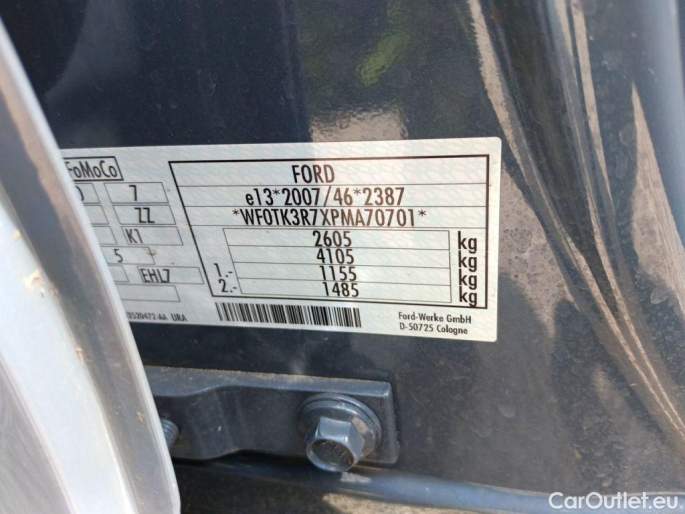 FoMoCo
FORD
7
e13*2007/46*2387
ZZ
*WF0TK3R7XPMA70701*
K1
2605 kg
5
4105 kg
EHL7
1.- 1155 kg
2.- 1485 kg
URA
Ford-Werke GmbH
D-50725 Cologne
CarOutlet.eu